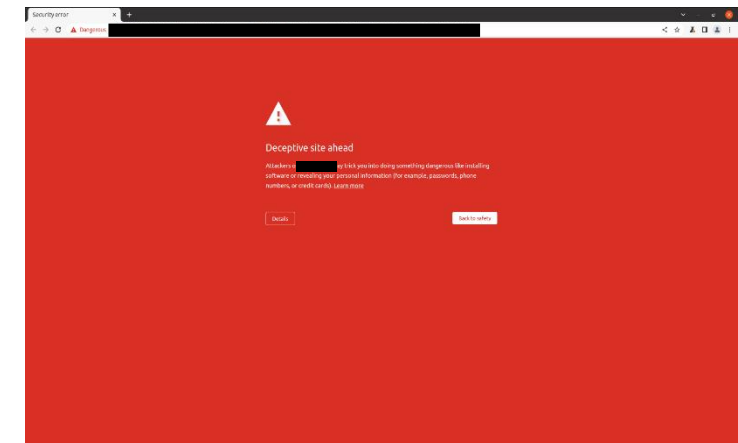 Security error
Dangerous
Deceptive site ahead
Attackers o ay trick you into doing something dangerous like installing
software or revealing your personal information (for example, passwords, phone
numbers, or credit cards). Learn more
Details
Back to safety